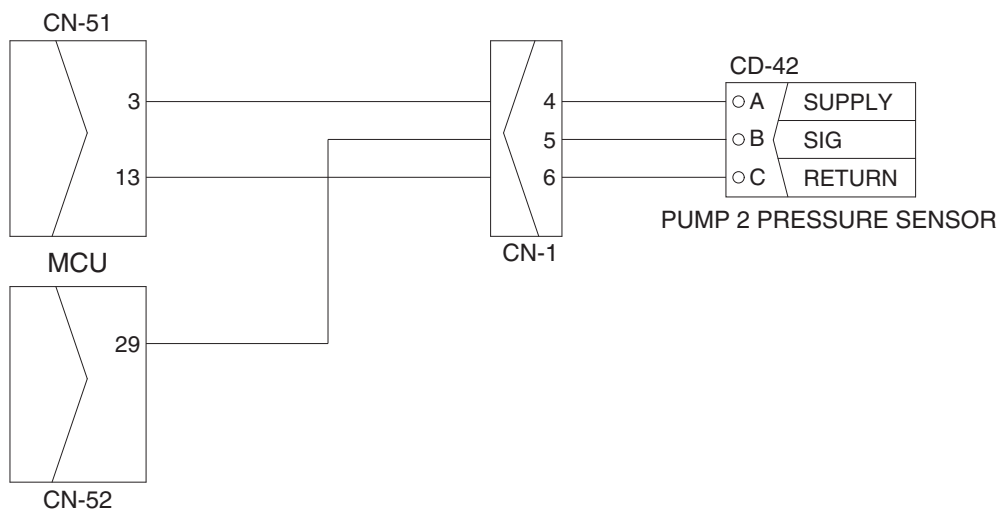 CN-51
3
13
MCU
29
CN-52
4
5
6
CN-1
CD-42
A SUPPLY
B SIG
C RETURN
PUMP 2 PRESSURE SENSOR